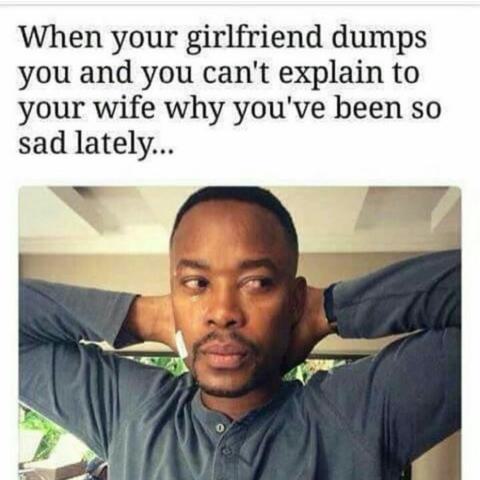 When your girlfriend dumps
you and you can't explain to
your wife why you've been so
sad lately...